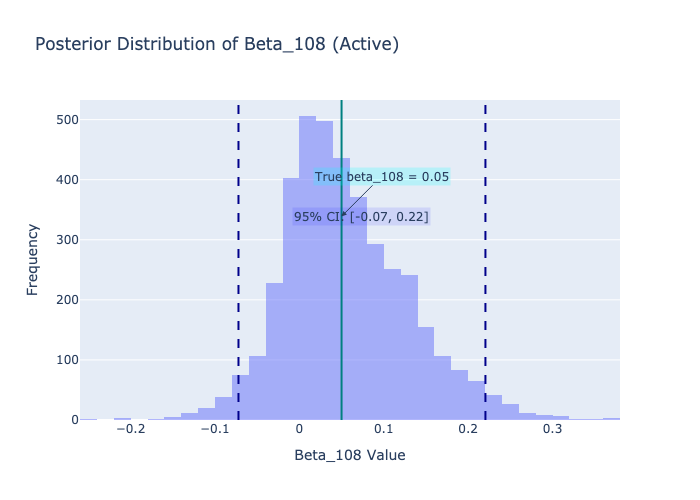 Posterior Distribution of Beta_108 (Active)
500
400
300
200
100
0
Frequency
True beta_108 = 0.05
95% CI: [-0.07, 0.22]
−0.2
−0.1
0
0.1
0.2
0.3
Beta_108 Value